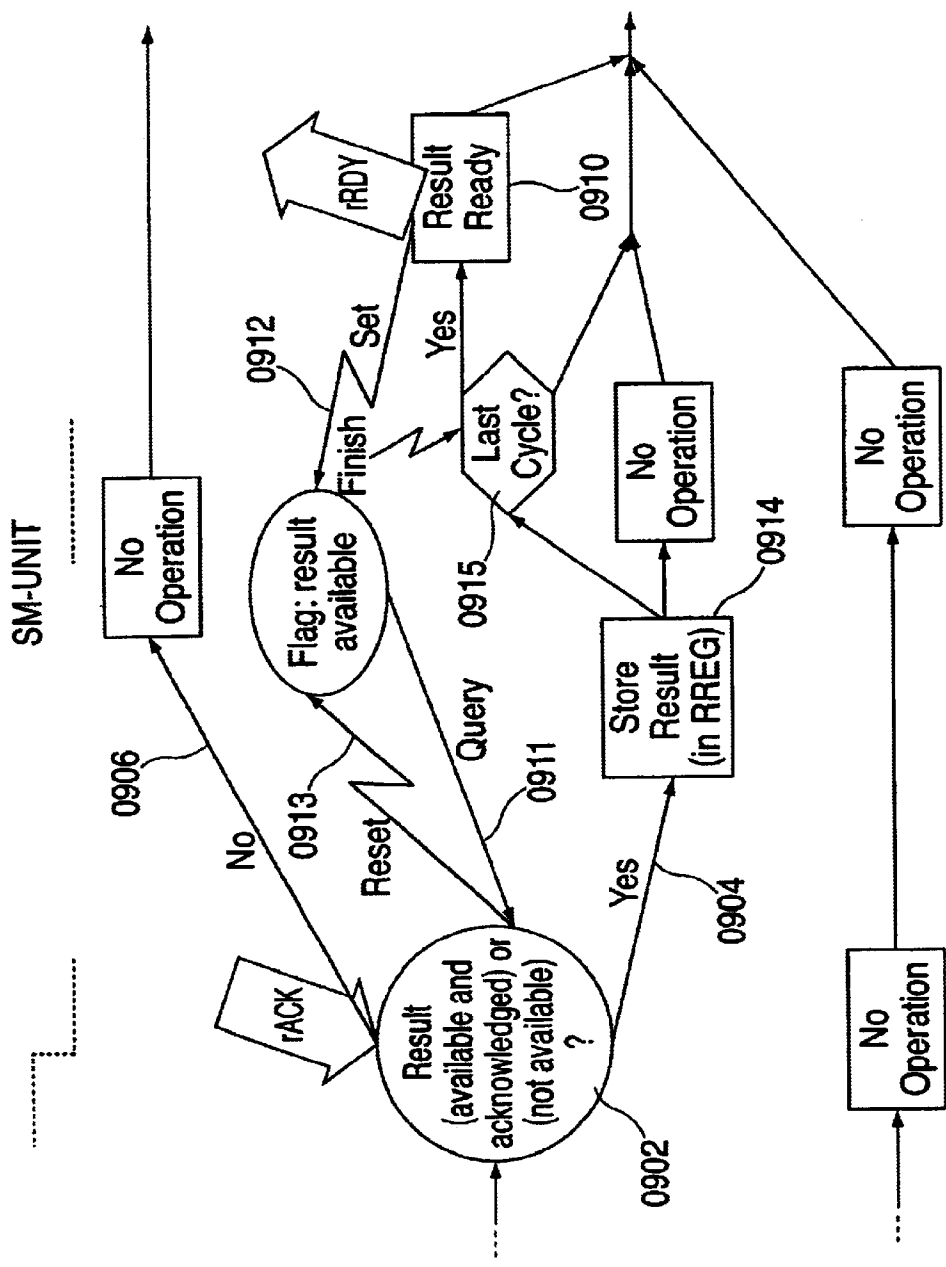 SM-UNIT
No
Operation
0906
No
rACK
Result
(available and
acknowledged) or
(not available)
?
0902
Reset
0913
Query
0911
Flag: result
available
Finish
Set
0912
rRDY
Result
Ready
0910
Yes
Last
Cycle?
0915
Yes
0904
Store
Result
(in RREG)
0914
No
Operation
No
Operation
No
Operation